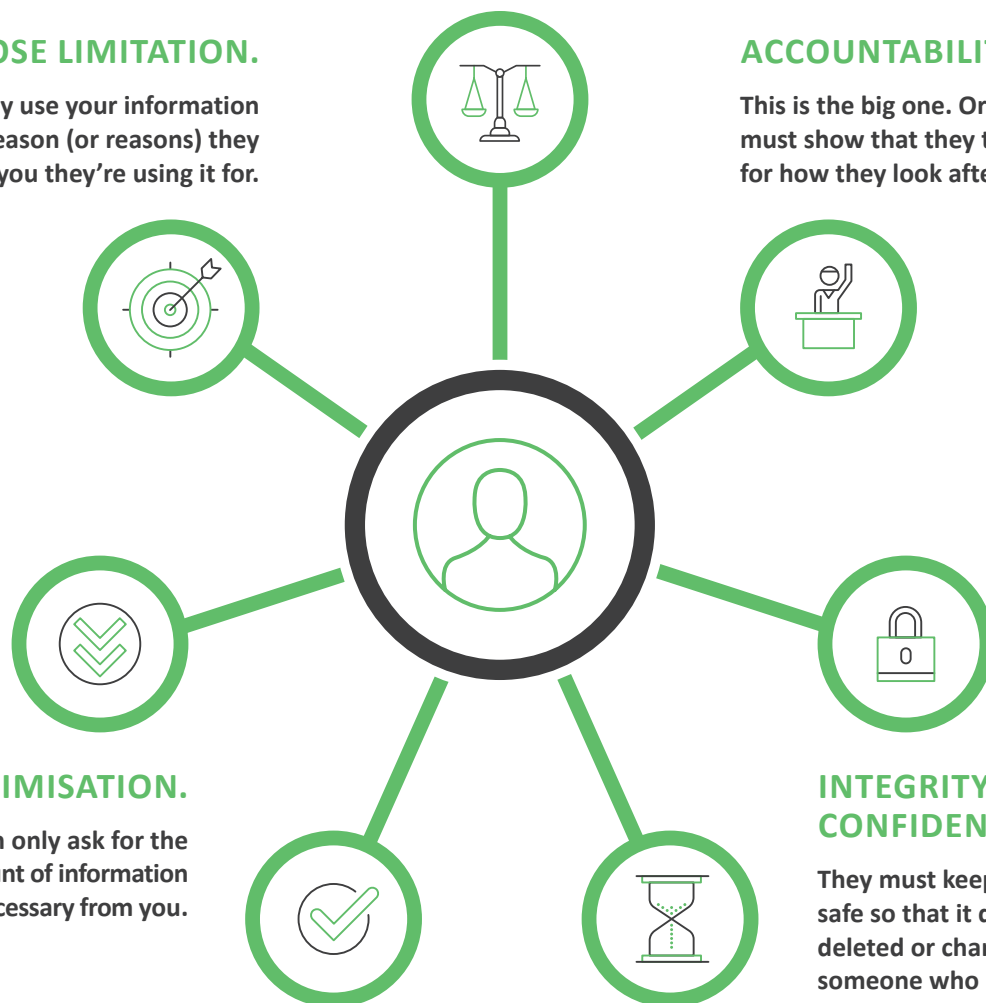 OSE LIMITATION.
y use your information
eason (or reasons) they
you they're using it for.
ACCOUNTABILIT
This is the big one. Or
must show that they t
for how they look afte
IMISATION.
n only ask for the
unt of information
cessary from you.
INTEGRITY
CONFIDEN
They must keep
safe so that it d
deleted or char
someone who